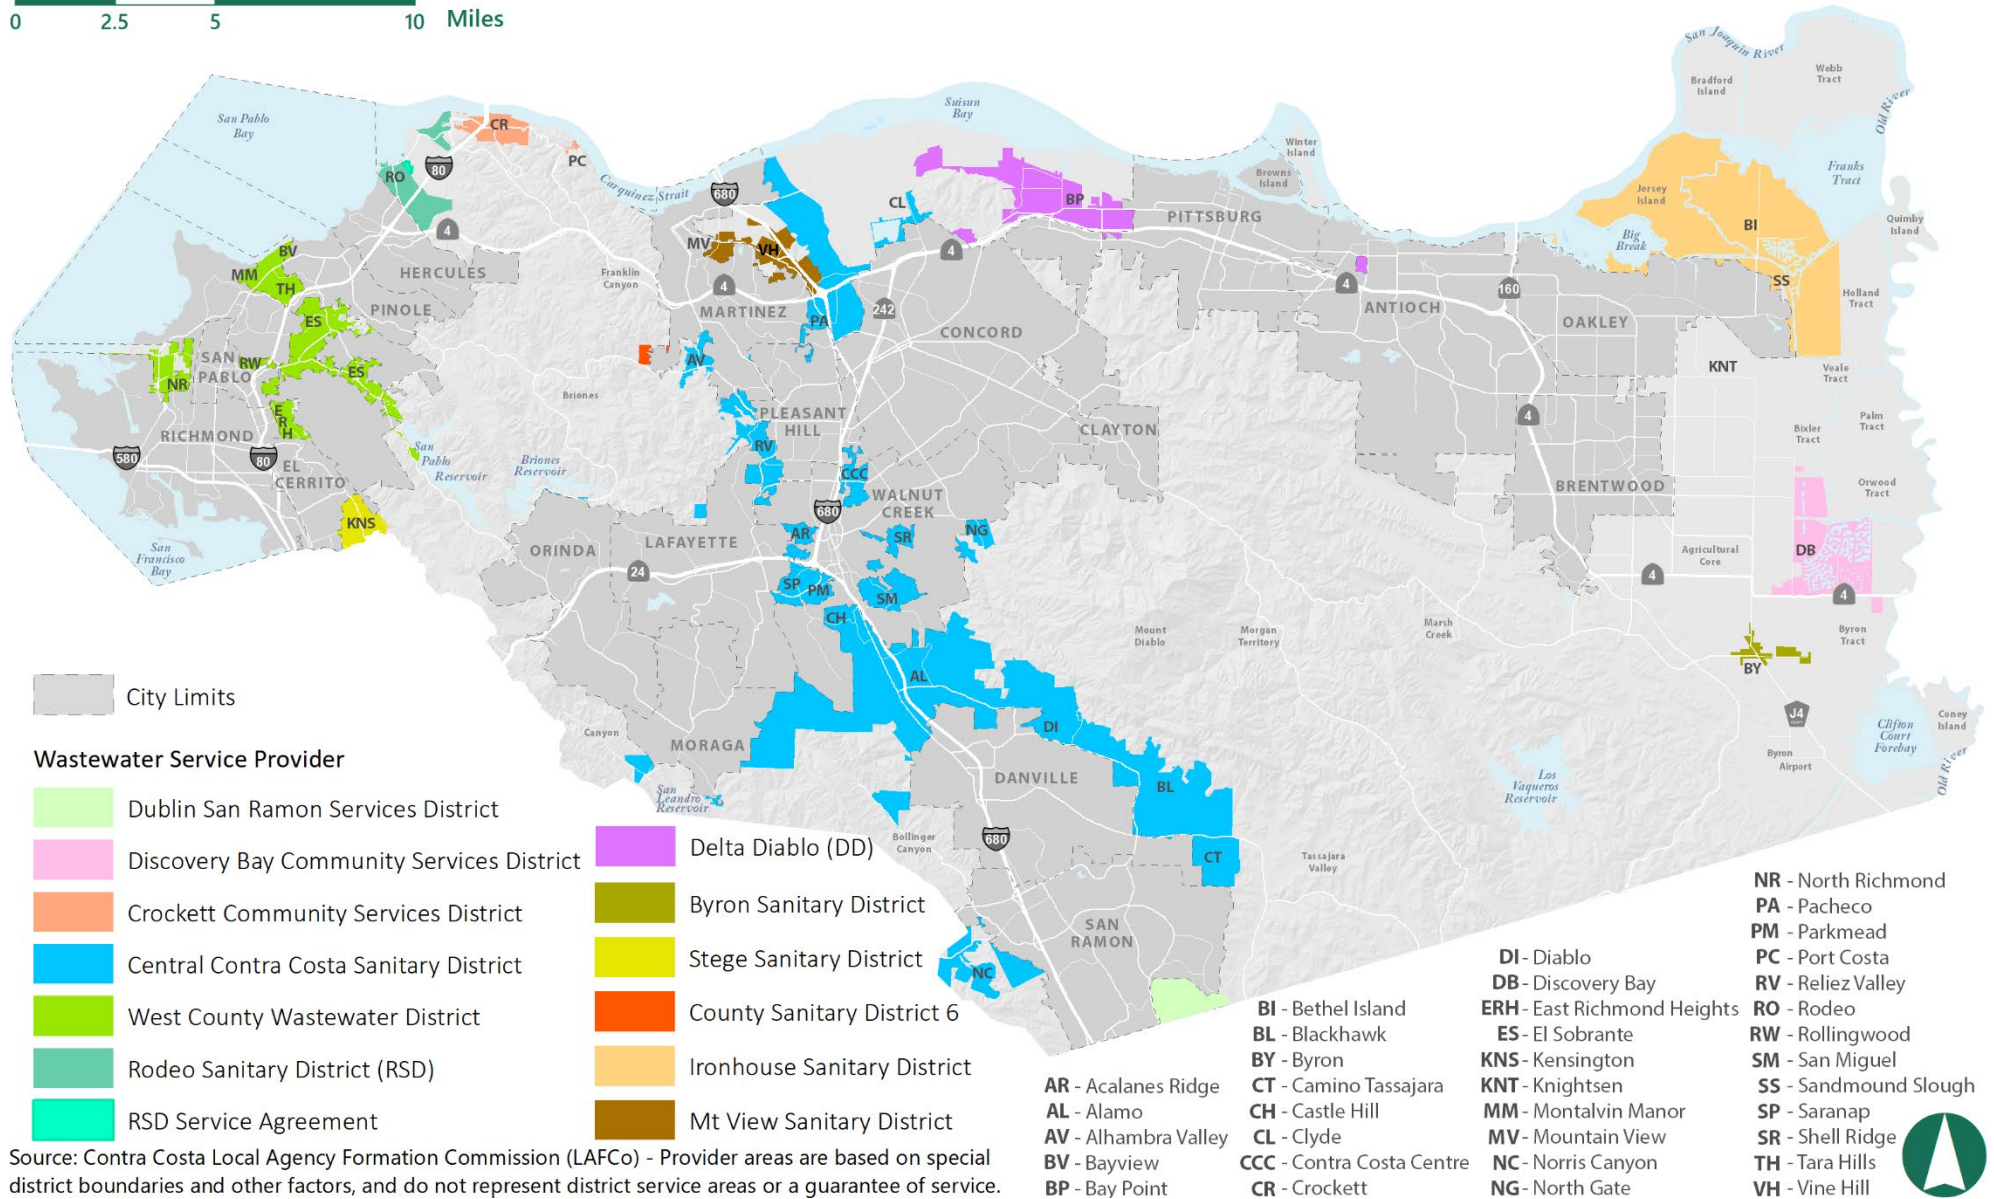 0 2.5 5 10 Miles
San Joaquin River
Webb
Tract
Bradford
Island
Old River
San Pablo
Bay
Suisun
Bay
CR
PC
80
RO
Carquinez Strait
680
Winter
Island
Browns
Island
Franks
Tract
Jersey
Island
BI
Quimby
Island
CL
BP
PITTSBURG
4
MV
VH
4
Big
Break
BV
MM
TH
HERCULES
Franklin
Canyon
4
MARTINEZ
PINOLE
ES
PA
242
CONCORD
4
ANTIOCH
160
OAKLEY
SS
Holland
Tract
SAN
PABLO
RW
ES
NR
AV
KNT
Veale
Tract
Briones
E
R
H
RICHMOND
PLEASANT
HILL
RV
CLAYTON
4
Bixler
Tract
Palm
Tract
580
80
EL
CERRITO
San
Pablo
Reservoir
Briones
Reservoir
CCC
WALNUT
CREEK
BRENTWOOD
Orwood
Tract
KNS
680
San
Francisco
Bay
ORINDA
LAFAYETTE
AR
SR
NG
24
SP
PM
SM
CH
Agricultural
Core
DB
4
4
Mount
Diablo
Morgan
Territory
Marsh
Creek
Byron
Tract
BY
AL
DI
J4
Clifton
Court
Forebay
Coney
Island
Old River
Byron
Airport
Canyon
MORAGA
San
Leandro
Reservoir
DANVILLE
BL
Los
Vaqueros
Reservoir
Bollinger
Canyon
680
CT
Tassajara
Valley
SAN
RAMON
NC
City Limits
Wastewater Service Provider
Dublin San Ramon Services District
Discovery Bay Community Services District
Crockett Community Services District
Central Contra Costa Sanitary District
West County Wastewater District
Rodeo Sanitary District (RSD)
RSD Service Agreement
Delta Diablo (DD)
Byron Sanitary District
Stege Sanitary District
County Sanitary District 6
Ironhouse Sanitary District
Mt View Sanitary District
AR - Acalanes Ridge
AL - Alamo
AV - Alhambra Valley
BV - Bayview
BP - Bay Point
BI - Bethel Island
BL - Blackhawk
BY - Byron
CT - Camino Tassajara
CH - Castle Hill
CL - Clyde
CCC - Contra Costa Centre
CR - Crockett
DI - Diablo
DB - Discovery Bay
ERH - East Richmond Heights
ES - El Sobrante
KNS - Kensington
KNT - Knightsen
MM - Montalvin Manor
MV - Mountain View
NC - Norris Canyon
NG - North Gate
NR - North Richmond
PA - Pacheco
PM - Parkmead
PC - Port Costa
RV - Reliez Valley
RO - Rodeo
RW - Rollingwood
SM - San Miguel
SS - Sandmound Slough
SP - Saranap
SR - Shell Ridge
TH - Tara Hills
VH - Vine Hill
Source: Contra Costa Local Agency Formation Commission (LAFCo) - Provider areas are based on special
district boundaries and other factors, and do not represent district service areas or a guarantee of service.